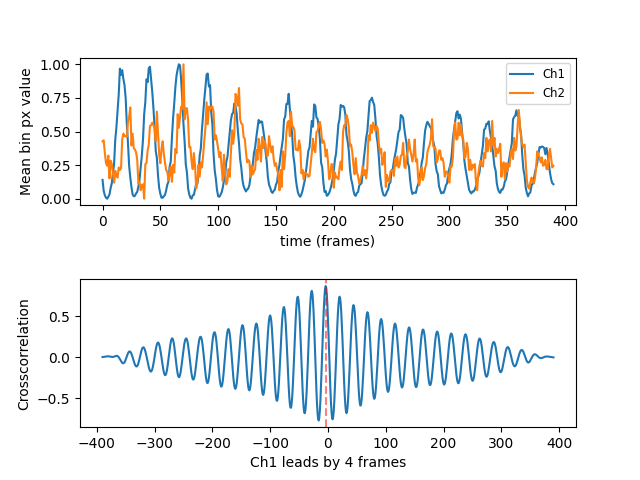 1.00
0.75
0.50
0.25
0.00
Mean bin px value
Ch1
Ch2
0 50 100 150 200 250 300 350 400
time (frames)
0.5
0.0
−0.5
Crosscorrelation
−400 −300 −200 −100 0 100 200 300 400
Ch1 leads by 4 frames